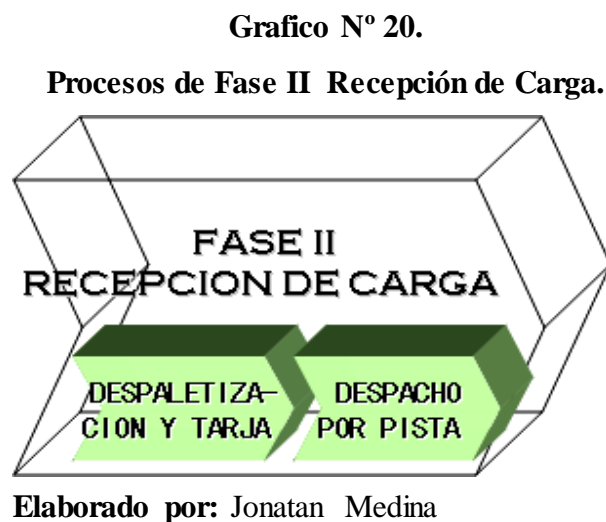 Grafico Nº 20.
Procesos de Fase II Recepción de Carga.
FASE II
RECEPCION DE CARGA
DESPALETIZA-
CION Y TARJA
DESPACHO
POR PISTA
Elaborado por: Jonatan Medina